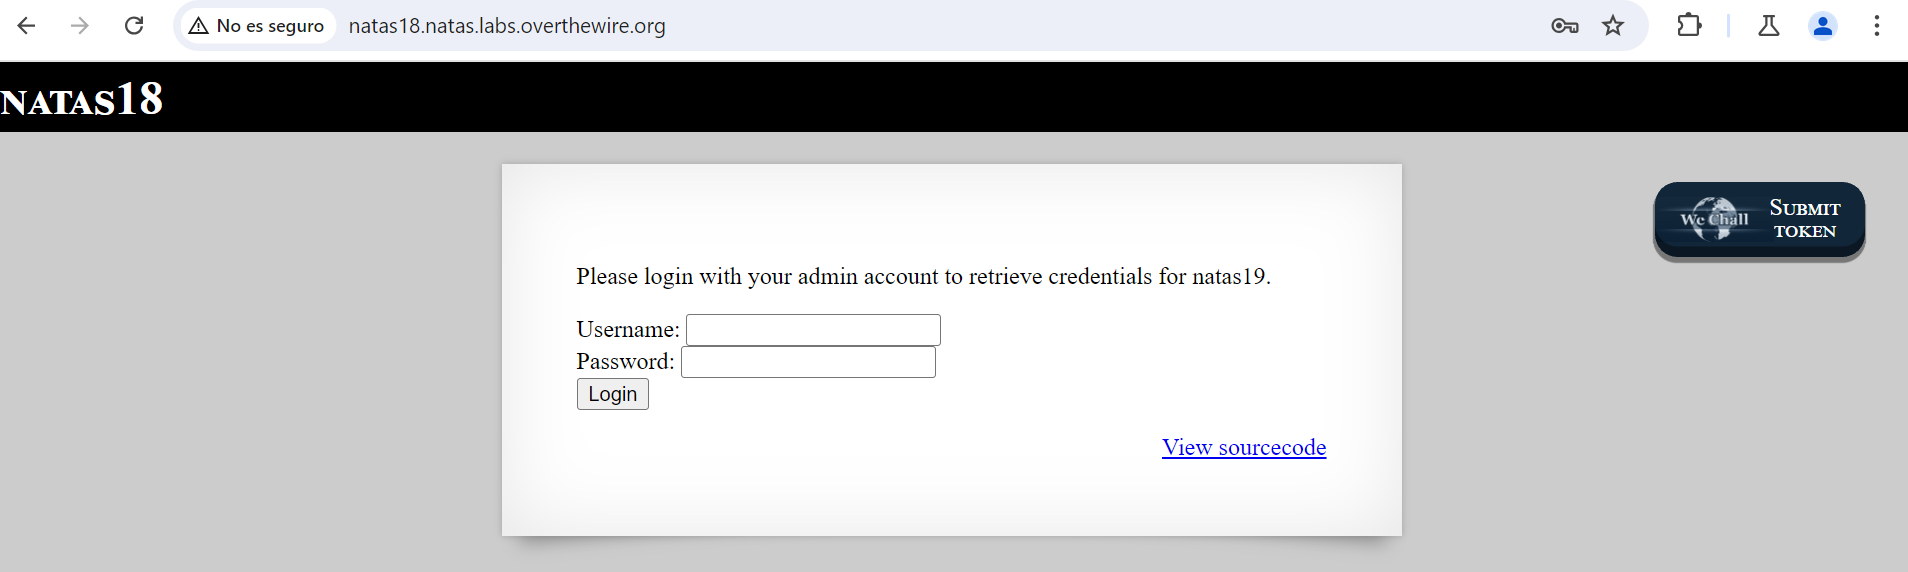 No es seguro
natas18.natas.labs.overthewire.org
NATAS18
We Chall
SUBMIT
TOKEN
Please login with your admin account to retrieve credentials for natas19.
Username:
Password:
Login
View sourcecode